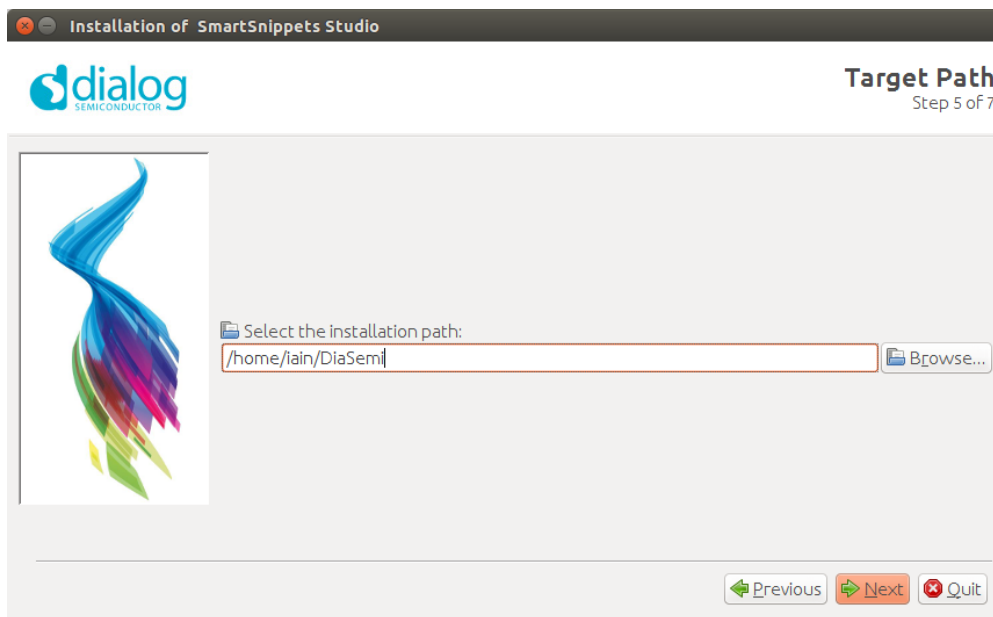 Installation of SmartSnippets Studio
dialog
SEMICONDUCTOR
Target Path
Step 5 of 7
Select the installation path:
/home/iain/DiaSemi
Browse...
Previous
Next
Quit